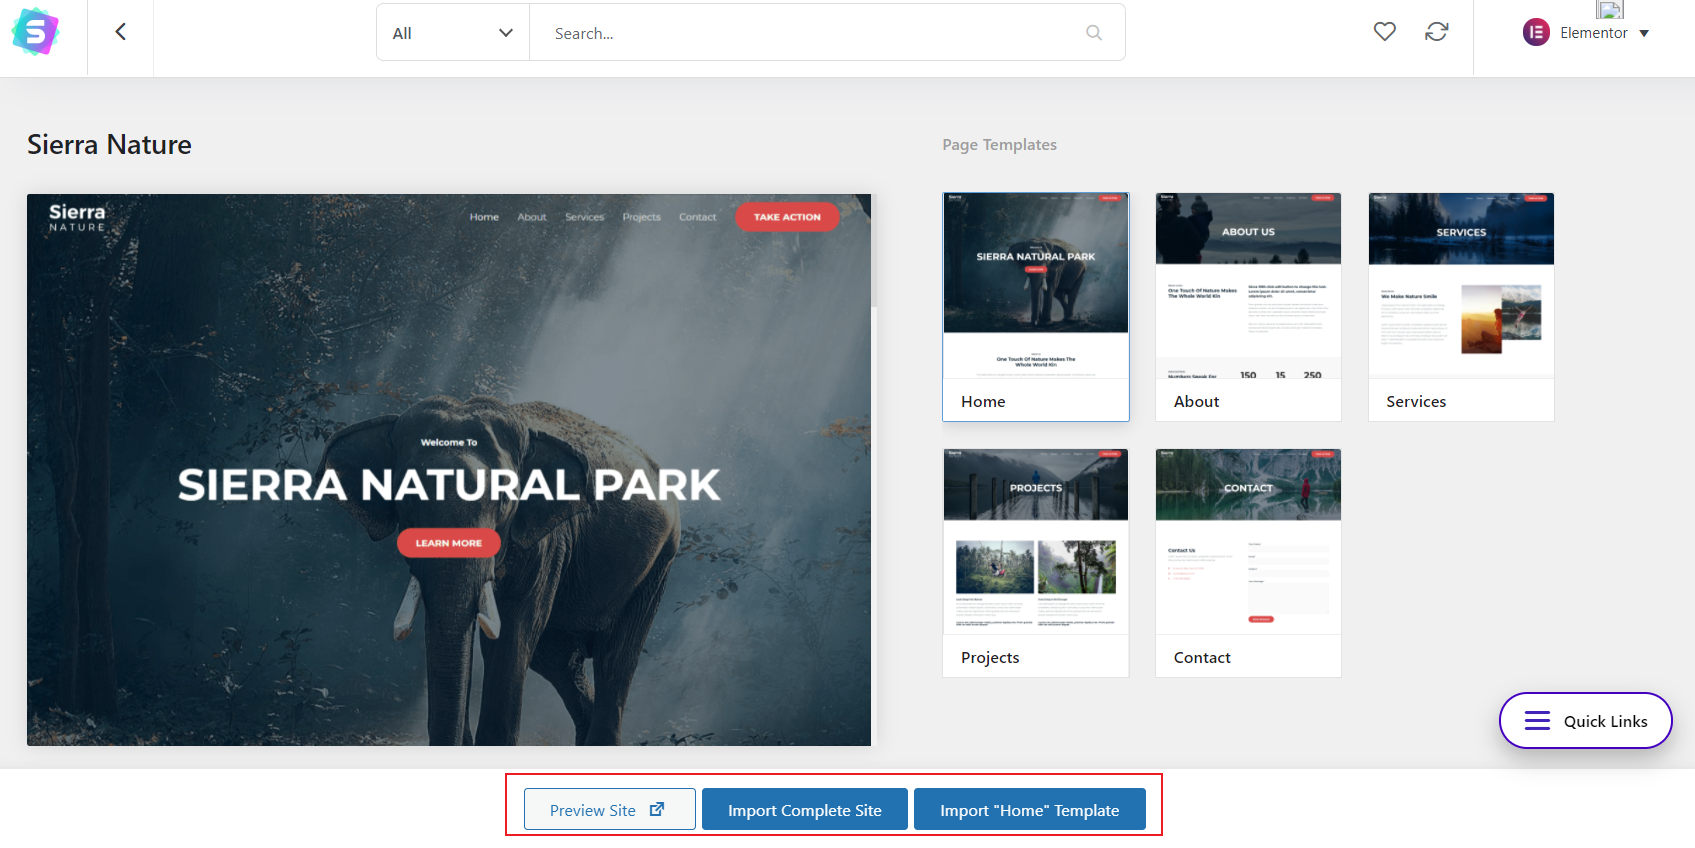 All
Search...
Elementor
Sierra Nature
Page Templates
Sierra
NATURE
Home
About
Services
Projects
Contact
TAKE ACTION
Welcome To
SIERRA NATURAL PARK
LEARN MORE
SIERRA NATURAL PARK
One Touch Of Nature Makes The
Whole World Kin
Home
ABOUT US
One Touch Of Nature Makes
The Whole World Kin
Numbers Speak For
150
15
250
About
SERVICES
We Make Nature Smile
Services
PROJECTS
Projects
CONTACT
Contact Us
Contact
Quick Links
Preview Site
Import Complete Site
Import "Home" Template